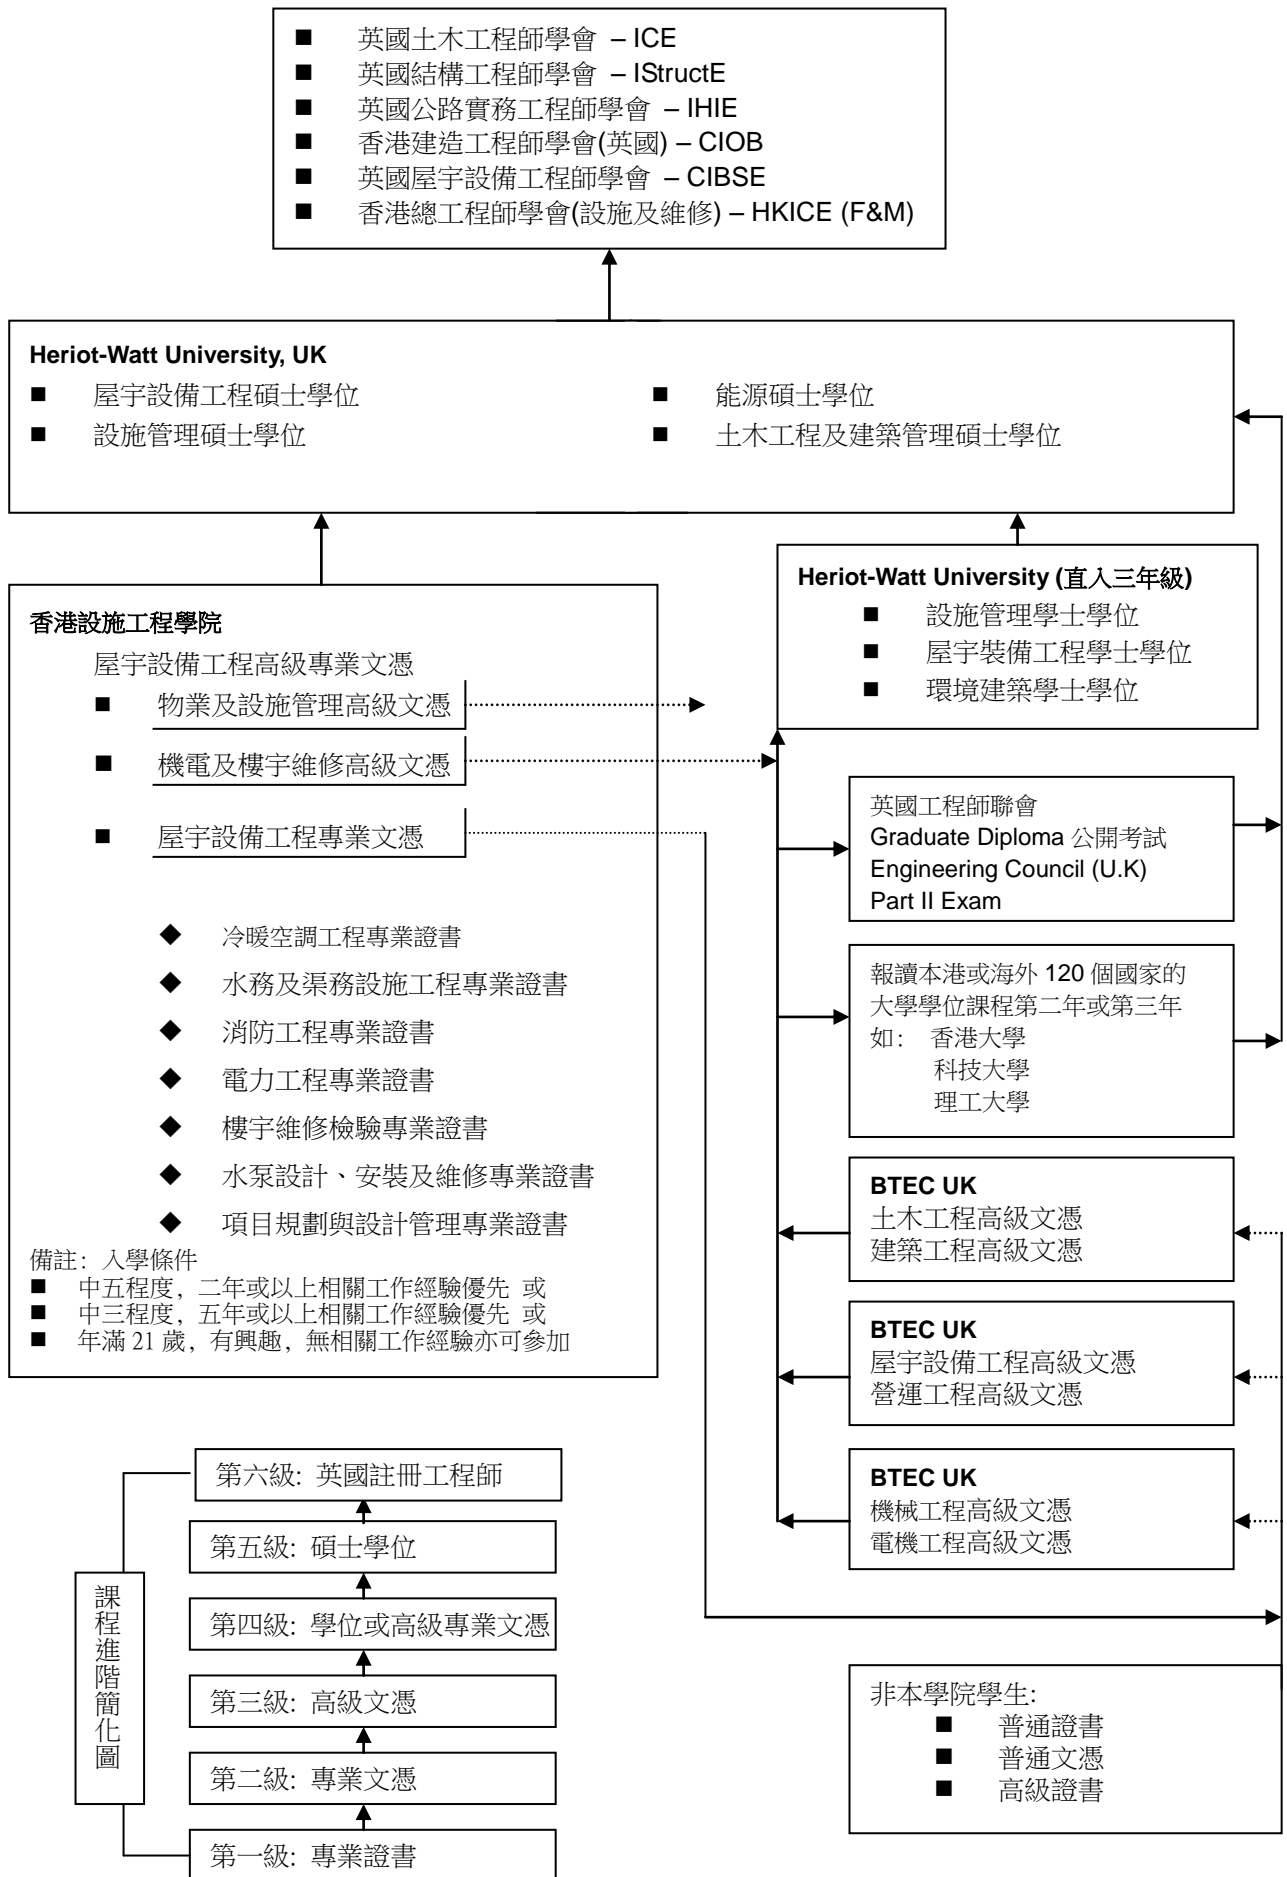 ■ 英國土木工程師學會 – ICE
■ 英國結構工程師學會 – IStructE
■ 英國公路實務工程師學會 – IHIE
■ 香港建造工程師學會(英國) – CIOB
■ 英國屋宇設備工程師學會 – CIBSE
■ 香港總工程師學會(設施及維修) – HKICE (F&M)
Heriot-Watt University, UK
■ 屋宇設備工程碩士學位
■ 設施管理碩士學位
■ 能源碩士學位
■ 土木工程及建築管理碩士學位
香港設施工程學院
屋宇設備工程高級專業文憑
■ 物業及設施管理高級文憑
■ 機電及樓宇維修高級文憑
■ 屋宇設備工程專業文憑
◆ 冷暖空調工程專業證書
◆ 水務及渠務設施工程專業證書
◆ 消防工程專業證書
◆ 電力工程專業證書
◆ 樓宇維修檢驗專業證書
◆ 水泵設計、安裝及維修專業證書
◆ 項目規劃與設計管理專業證書
備註: 入學條件
■ 中五程度, 二年或以上相關工作經驗優先 或
■ 中三程度, 五年或以上相關工作經驗優先 或
■ 年滿 21 歲, 有興趣, 無相關工作經驗亦可參加
Heriot-Watt University (直入三年級)
■ 設施管理學士學位
■ 屋宇裝備工程學士學位
■ 環境建築學士學位
英國工程師聯會
Graduate Diploma 公開考試
Engineering Council (U.K)
Part II Exam
報讀本港或海外 120 個國家的
大學學位課程第二年或第三年
如: 香港大學
科技大學
理工大學
BTEC UK
土木工程高級文憑
建築工程高級文憑
BTEC UK
屋宇設備工程高級文憑
營運工程高級文憑
BTEC UK
機械工程高級文憑
電機工程高級文憑
非本學院學生:
■ 普通證書
■ 普通文憑
■ 高級證書
課程進階簡化圖
第六級: 英國註冊工程師
第五級: 碩士學位
第四級: 學位或高級專業文憑
第三級: 高級文憑
第二級: 專業文憑
第一級: 專業證書